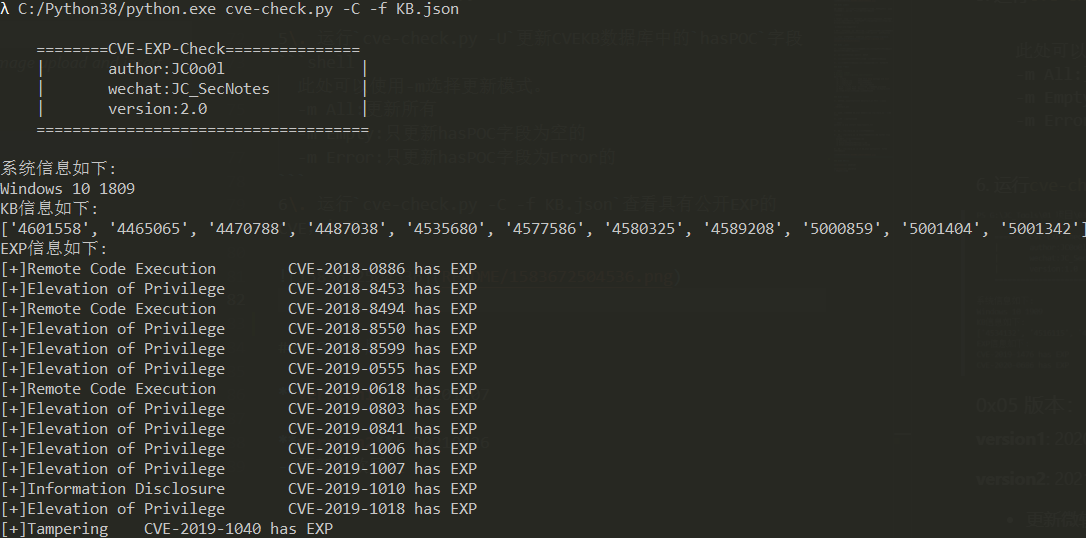 λ C:/Python38/python.exe cve-check.py -C -f KB.json
========CVE-EXP-Check===============
| author:JC0o0l |
| wechat:JC_SecNotes |
| version:2.0 |
=====================================
系统信息如下:
Windows 10 1809
KB信息如下:
['4601558', '4465065', '4470788', '4487038', '4535680', '4577586', '4580325', '4589208', '5000859', '5001404', '5001342']
EXP信息如下:
[+]Remote Code Execution CVE-2018-0886 has EXP
[+]Elevation of Privilege CVE-2018-8453 has EXP
[+]Remote Code Execution CVE-2018-8494 has EXP
[+]Elevation of Privilege CVE-2018-8550 has EXP
[+]Elevation of Privilege CVE-2018-8599 has EXP
[+]Elevation of Privilege CVE-2019-0555 has EXP
[+]Remote Code Execution CVE-2019-0618 has EXP
[+]Elevation of Privilege CVE-2019-0803 has EXP
[+]Elevation of Privilege CVE-2019-0841 has EXP
[+]Elevation of Privilege CVE-2019-1006 has EXP
[+]Elevation of Privilege CVE-2019-1007 has EXP
[+]Information Disclosure CVE-2019-1010 has EXP
[+]Elevation of Privilege CVE-2019-1018 has EXP
[+]Tampering CVE-2019-1040 has EXP